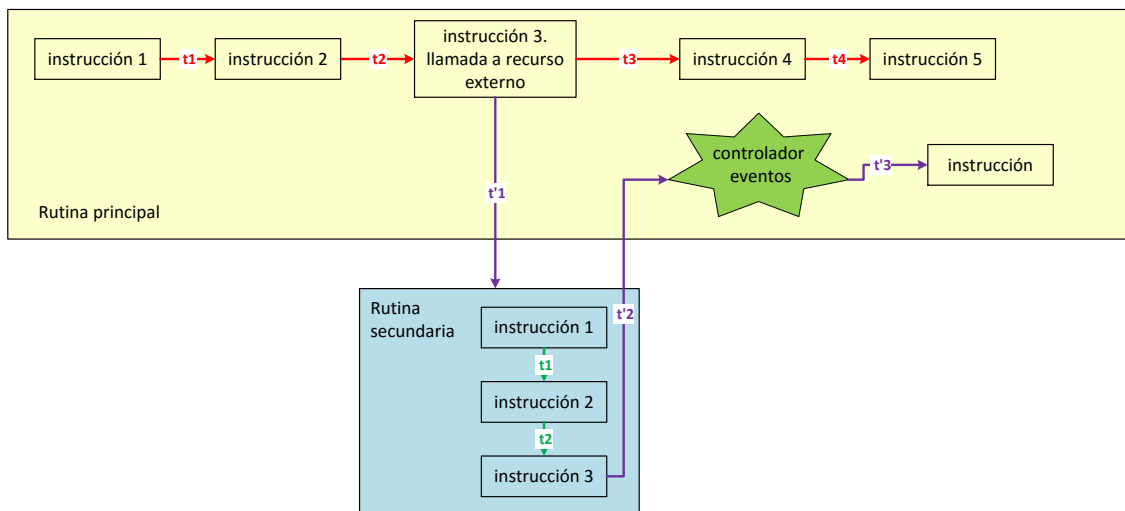 instrucción 1
t1
instrucción 2
t2
instrucción 3.
llamada a recurso
externo
t3
instrucción 4
t4
instrucción 5
controlador
eventos
t'3
instrucción
t'1
Rutina principal
Rutina
secundaria
instrucción 1
t'2
t1
instrucción 2
t2
instrucción 3